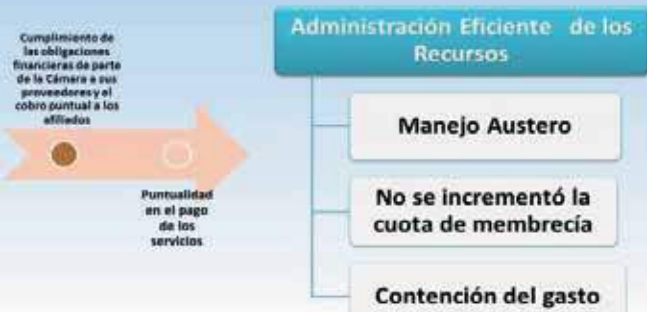 Cumplimiento de
las obligaciones
financieras de parte
de la Cámara a sus
proveedores y el
cobro puntual a los
afiliados
Puntualidad
en el pago
de los
servicios
Administración Eficiente de los
Recursos
Manejo Austero
No se incrementó la
cuota de membrecía
Contención del gasto